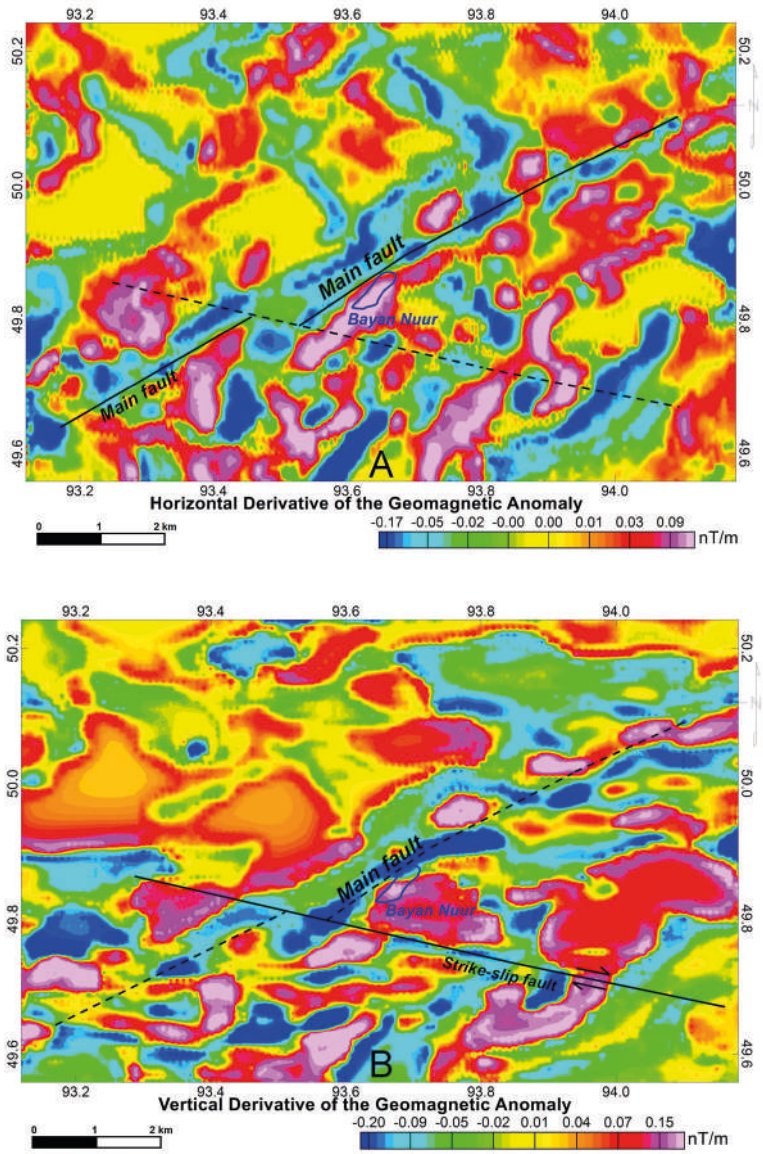 93.2 93.4 93.6 93.8 94.0
50.2 50.2
50.0 50.0
49.8 49.8
49.6 49.6
N
Main fault
Bayan Nuur
Main fault
A
93.2 93.4 93.6 93.8 94.0
Horizontal Derivative of the Geomagnetic Anomaly
0 1 2 km
-0.17 -0.05 -0.02 -0.00 0.00 0.01 0.03 0.09
nT/m
93.2 93.4 93.6 93.8 94.0
50.2 50.2
50.0 50.0
49.8 49.8
49.6 49.6
N
Main fault
Bayan Nuur
Strike-slip fault
B
93.2 93.4 93.6 93.8 94.0
Vertical Derivative of the Geomagnetic Anomaly
0 1 2 km
-0.20 -0.09 -0.05 -0.02 0.01 0.04 0.07 0.15
nT/m